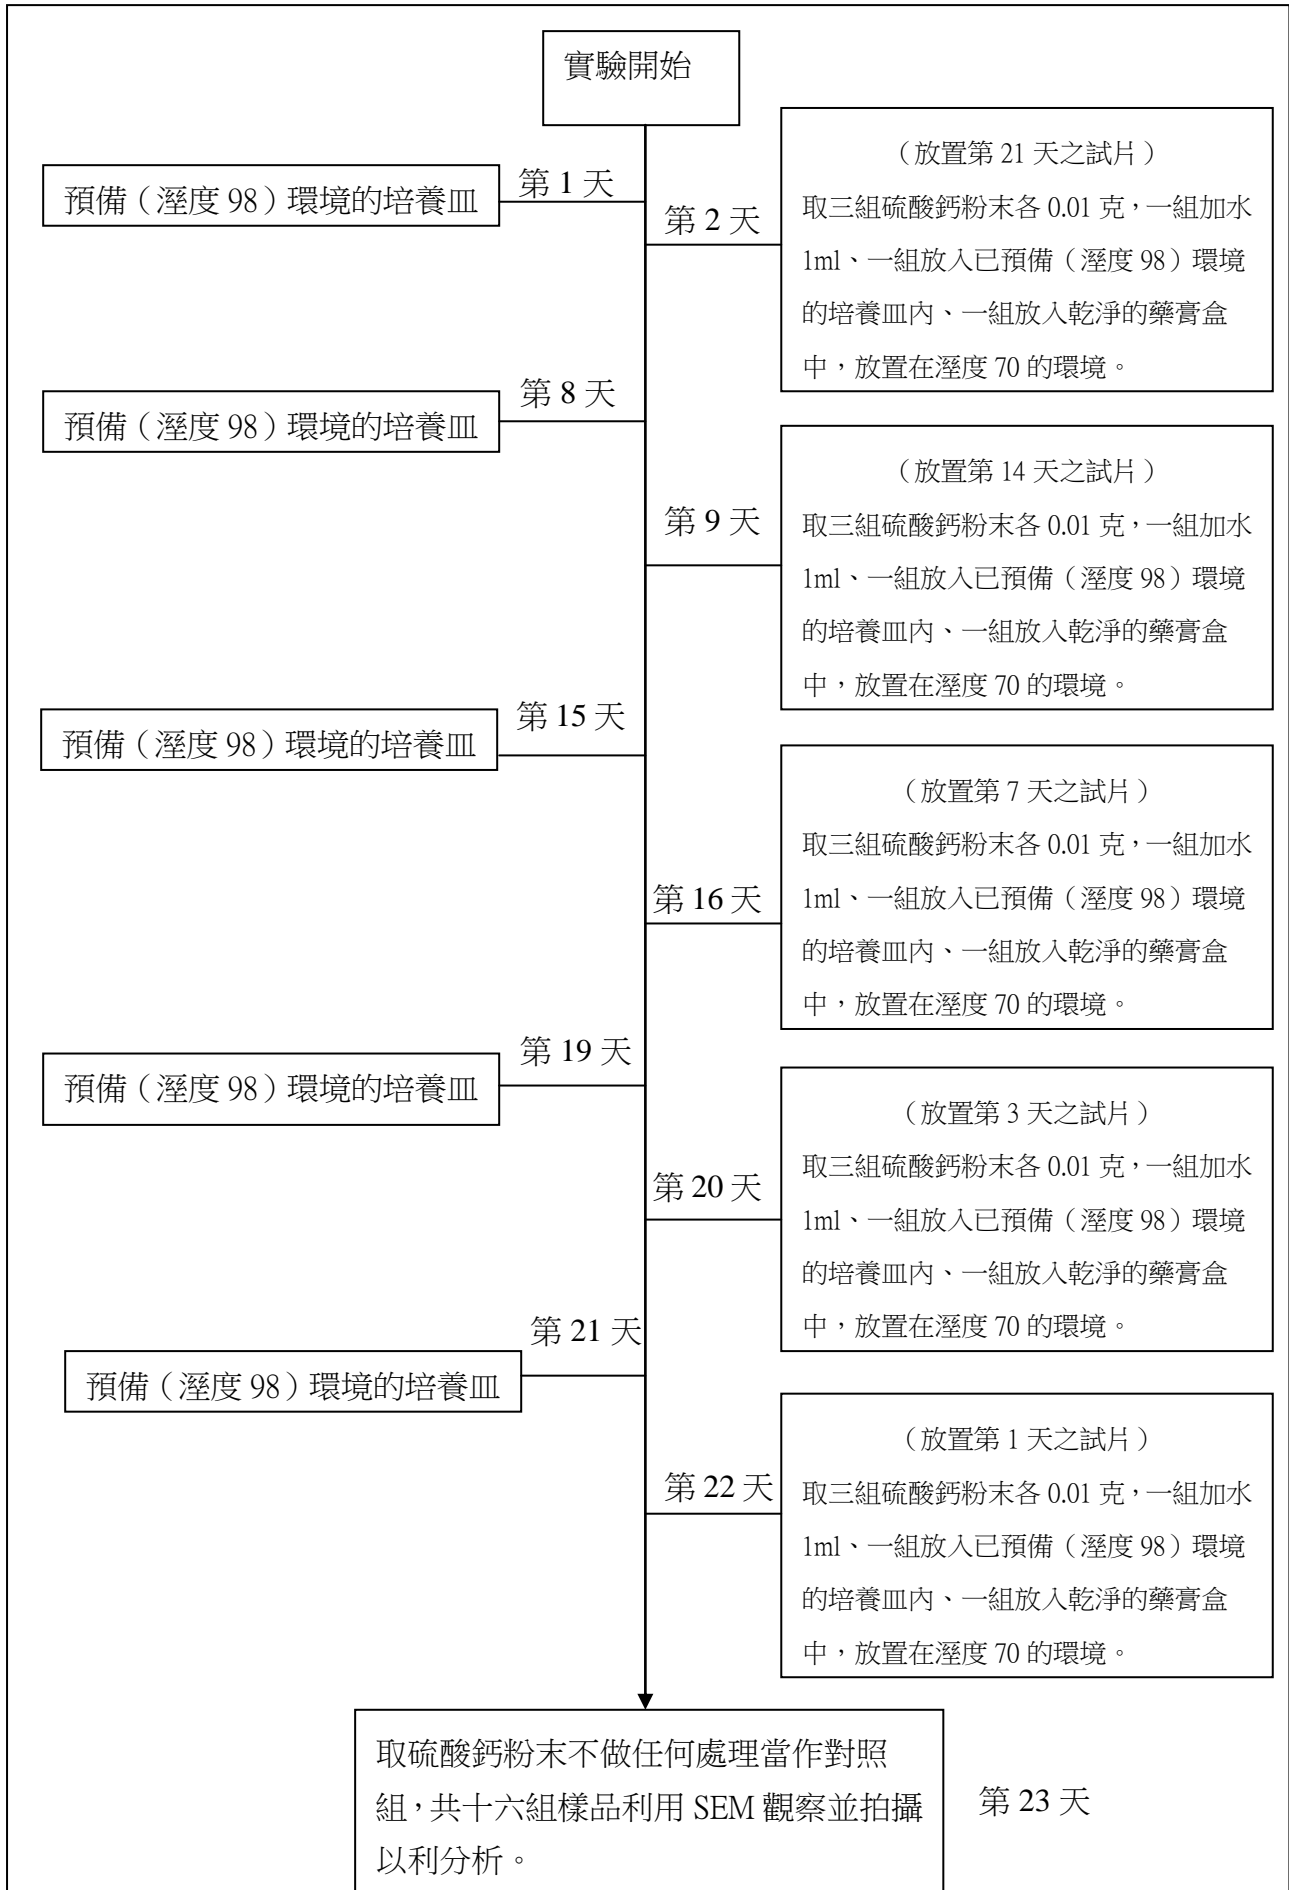 實驗開始
第 1 天
預備（溼度 98）環境的培養皿
第 2 天
（放置第 21 天之試片）
取三組硫酸鈣粉末各 0.01 克，一組加水
1ml、一組放入已預備（溼度 98）環境
的培養皿內、一組放入乾淨的藥膏盒
中，放置在溼度 70 的環境。
第 8 天
預備（溼度 98）環境的培養皿
第 9 天
（放置第 14 天之試片）
取三組硫酸鈣粉末各 0.01 克，一組加水
1ml、一組放入已預備（溼度 98）環境
的培養皿內、一組放入乾淨的藥膏盒
中，放置在溼度 70 的環境。
第 15 天
預備（溼度 98）環境的培養皿
第 16 天
（放置第 7 天之試片）
取三組硫酸鈣粉末各 0.01 克，一組加水
1ml、一組放入已預備（溼度 98）環境
的培養皿內、一組放入乾淨的藥膏盒
中，放置在溼度 70 的環境。
第 19 天
預備（溼度 98）環境的培養皿
第 20 天
（放置第 3 天之試片）
取三組硫酸鈣粉末各 0.01 克，一組加水
1ml、一組放入已預備（溼度 98）環境
的培養皿內、一組放入乾淨的藥膏盒
中，放置在溼度 70 的環境。
第 21 天
預備（溼度 98）環境的培養皿
第 22 天
（放置第 1 天之試片）
取三組硫酸鈣粉末各 0.01 克，一組加水
1ml、一組放入已預備（溼度 98）環境
的培養皿內、一組放入乾淨的藥膏盒
中，放置在溼度 70 的環境。
取硫酸鈣粉末不做任何處理當作對照
組，共十六組樣品利用 SEM 觀察並拍攝
以利分析。
第 23 天